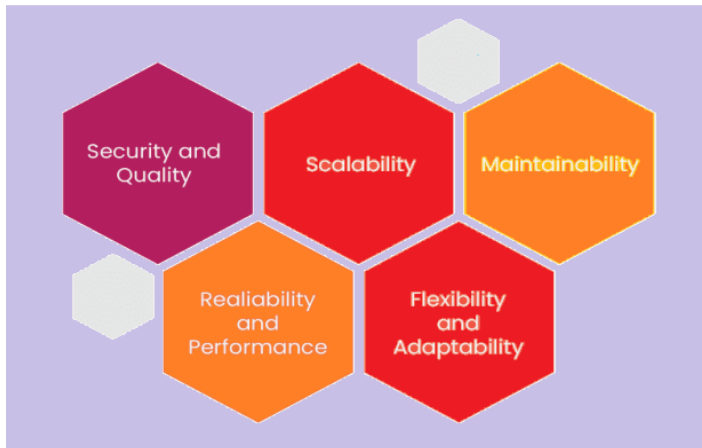 Security and
Quality
Scalability
Maintainability
Realiability
and
Performance
Flexibility
and
Adaptability